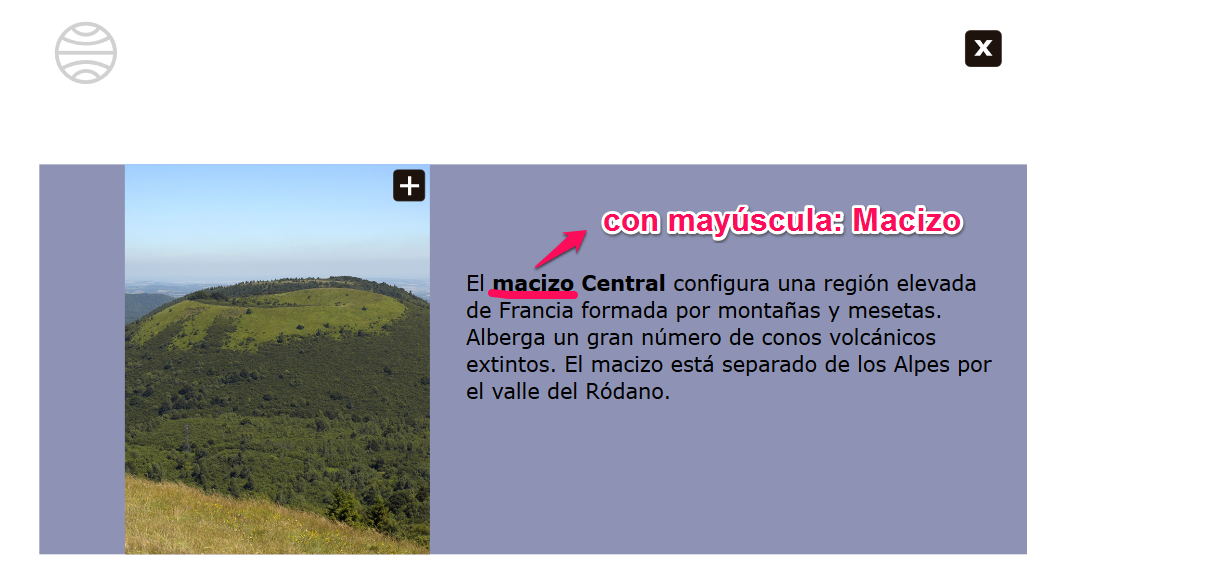 x
+
con mayúscula: Macizo
El macizo Central configura una región elevada
de Francia formada por montañas y mesetas.
Alberga un gran número de conos volcánicos
extintos. El macizo está separado de los Alpes por
el valle del Ródano.